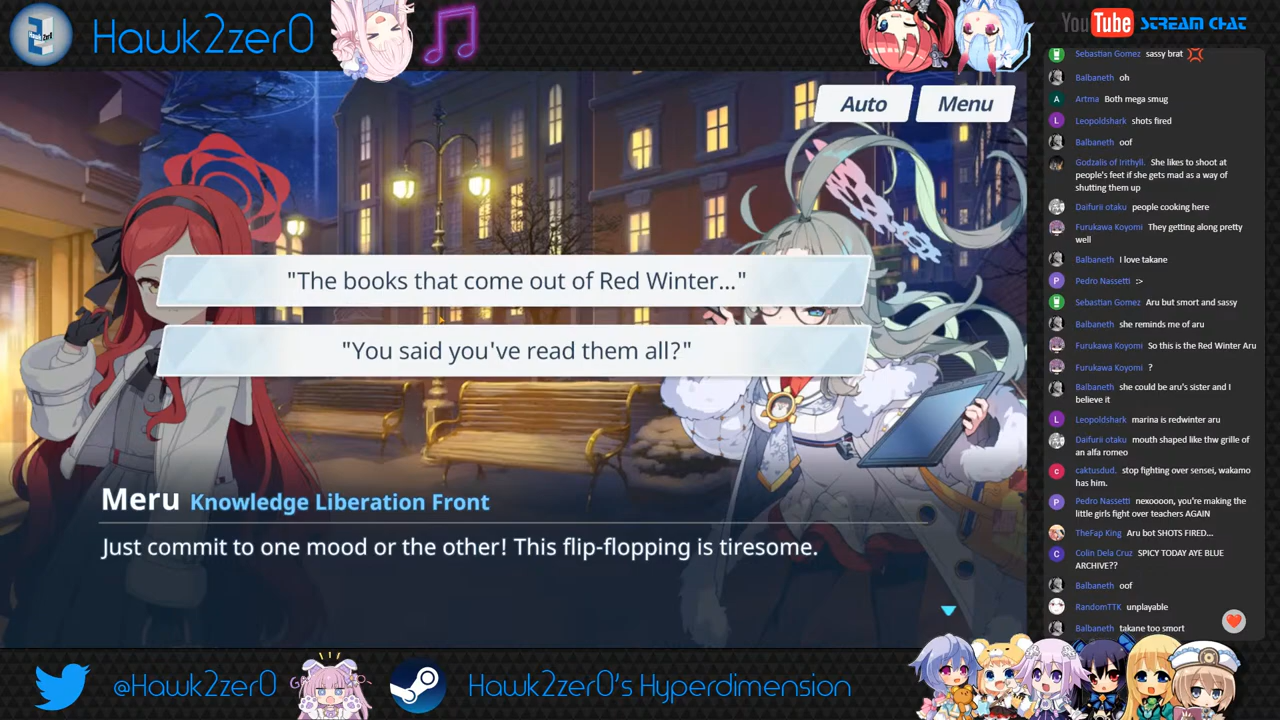 Hawk2zer0
YouTube STREAM CHAT
Auto
Menu
"The books that come out of Red Winter..."
"You said you've read them all?"
Meru Knowledge Liberation Front
Just commit to one mood or the other! This flip-flopping is tiresome.
Sebastian Gomez sassy brat
Balbaneth oh
A Artma Both mega smug
L Leopoldshark shots fired
Balbaneth oof
Godzalis of Irithyll. She likes to shoot at
people's feet if she gets mad as a way of
shutting them up
Daifurii otaku people cooking here
Furukawa Koyomi They getting along pretty
well
Balbaneth I love takane
P Pedro Nassetti :>
Sebastian Gomez Aru but smort and sassy
Balbaneth she reminds me of aru
Furukawa Koyomi So this is the Red Winter Aru
Furukawa Koyomi ?
Balbaneth she could be aru's sister and I
believe it
L Leopoldshark marina is redwinter aru
Daifurii otaku mouth shaped like thw grille of
an alfa romeo
c caktusdud. stop fighting over sensei, wakamo
has him.
P Pedro Nassetti nexoooon, you're making the
little girls fight over teachers AGAIN
TheFap King Aru bot SHOTS FIRED...
C Colin Dela Cruz SPICY TODAY AYE BLUE
ARCHIVE??
Balbaneth oof
RandomTTK unplayable
Balbaneth takane too smort
@Hawk2zer0
Hawk2zer0's Hyperdimension